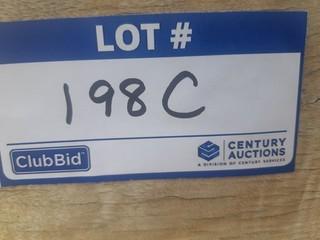 LOT #
198C
ClubBid
CENTURY
AUCTIONS
A DIVISION OF CENTURY SERVICES